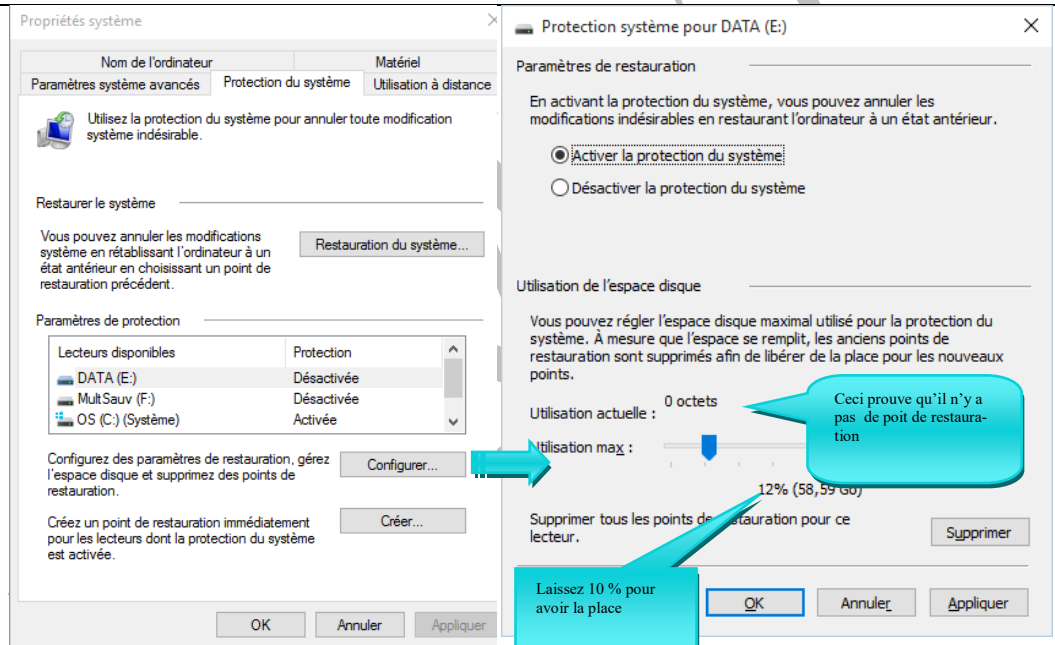 Propriétés système
Nom de l'ordinateur
Matériel
Paramètres système avancés
Protection du système
Utilisation à distance
Utilisez la protection du système pour annuler toute modification
système indésirable.
Restaurer le système
Vous pouvez annuler les modifications
système en rétablissant l'ordinateur à un
état antérieur en choisissant un point de
restauration précédent.
Restauration du système...
Paramètres de protection
Lecteurs disponibles
Protection
DATA (E:)
Désactivée
MultSauv (F:)
Désactivée
OS (C:) (Système)
Activée
Configurez des paramètres de restauration, gérez
l'espace disque et supprimez des points de
restauration.
Configurer...
Créez un point de restauration immédiatement
pour les lecteurs dont la protection du système
est activée.
Créer...
OK
Annuler
Appliquer
Protection système pour DATA (E:)
Paramètres de restauration
En activant la protection du système, vous pouvez annuler les
modifications indésirables en restaurant l'ordinateur à un état antérieur.
Activer la protection du système
Désactiver la protection du système
Utilisation de l'espace disque
Vous pouvez régler l'espace disque maximal utilisé pour la protection du
système. À mesure que l'espace se remplit, les anciens points de
restauration sont supprimés afin de libérer de la place pour les nouveaux
points.
Utilisation actuelle :
0 octets
Ceci prouve qu'il n'y a
pas de poit de restaura-
tion
Utilisation max :
12% (58,59 Go)
Supprimer tous les points de restauration pour ce
lecteur.
Supprimer
Laissez 10 % pour
avoir la place
OK
Annuler
Appliquer